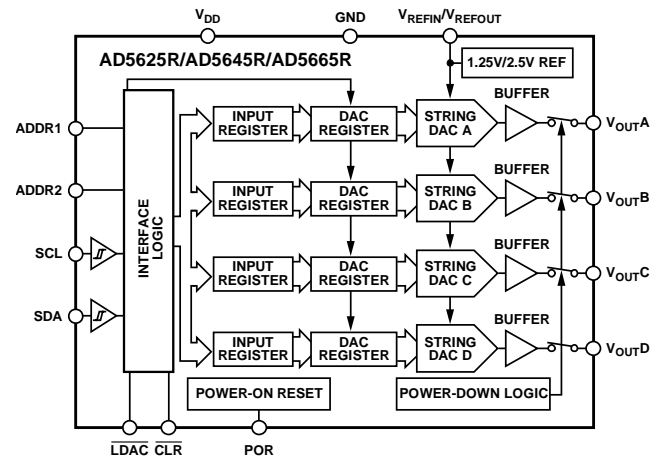 VDD
GND
VREFIN/VREFOUT
AD5625R/AD5645R/AD5665R
1.25V/2.5V REF
ADDR1
ADDR2
SCL
SDA
INTERFACE
LOGIC
INPUT
REGISTER
DAC
REGISTER
STRING
DAC A
BUFFER
VOUTA
INPUT
REGISTER
DAC
REGISTER
STRING
DAC B
BUFFER
VOUTB
INPUT
REGISTER
DAC
REGISTER
STRING
DAC C
BUFFER
VOUTC
INPUT
REGISTER
DAC
REGISTER
STRING
DAC D
BUFFER
VOUTD
POWER-ON RESET
POWER-DOWN LOGIC
LDAC
CLR
POR